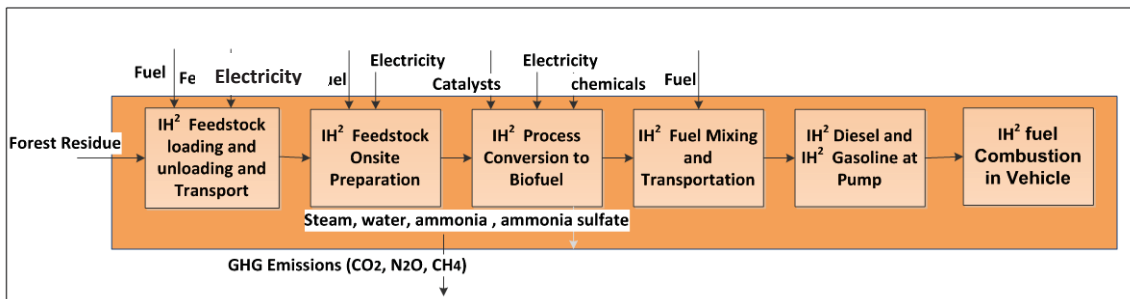 Electricity
Electricity
Fuel
Electricity
Catalysts
chemicals
Fuel
Forest Residue
IH² Feedstock
loading and
unloading and
Transport
IH² Feedstock
Onsite
Preparation
IH² Process
Conversion to
Biofuel
IH² Fuel Mixing
and
Transportation
IH² Diesel and
IH² Gasoline at
Pump
IH² fuel
Combustion
in Vehicle
Steam, water, ammonia , ammonia sulfate
GHG Emissions (CO2, N2O, CH4)